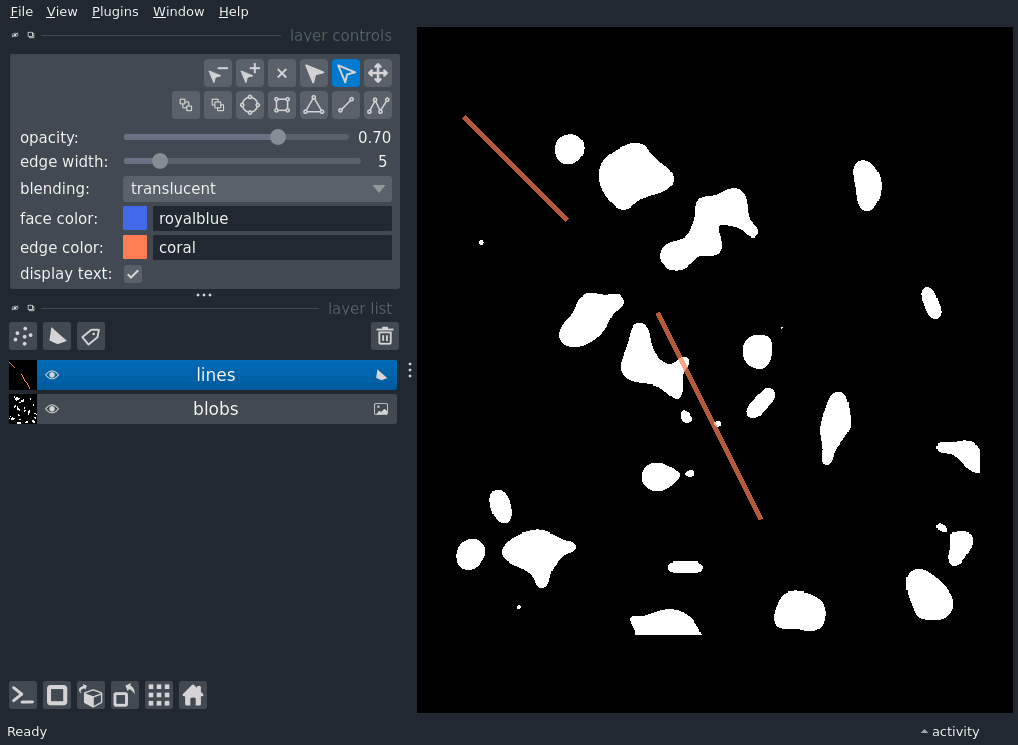 File View Plugins Window Help
layer controls
opacity: 0.70
edge width: 5
blending: translucent
face color: royalblue
edge color: coral
display text:
layer list
lines
blobs
Ready activity